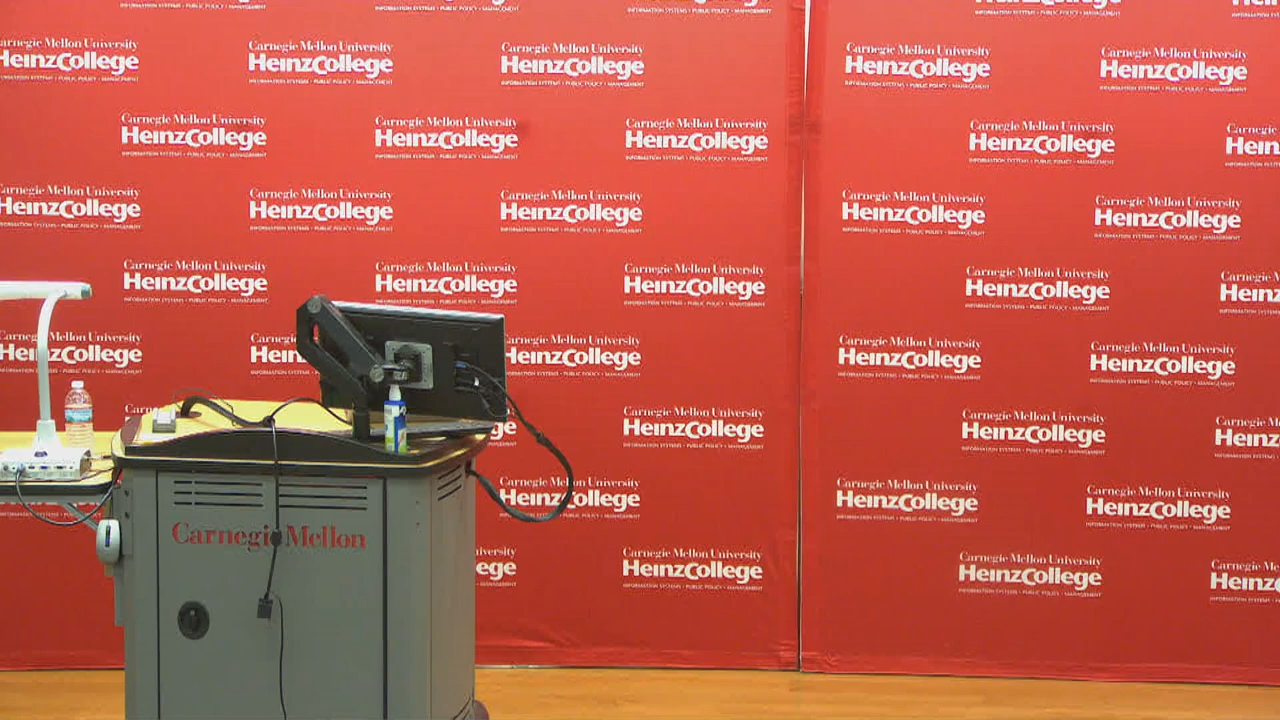 Carnegie Mellon University
HeinzCollege
INFORMATION SYSTEMS • PUBLIC POLICY • MANAGEMENT
Carnegie Mellon